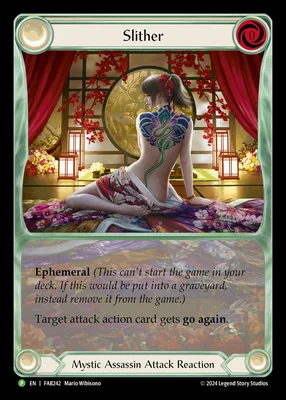 Slither
Ephemeral (This can't start the game in your
deck. If this would be put into a graveyard,
instead remove it from the game.)
Target attack action card gets go again.
Mystic Assassin Attack Reaction
P EN | FAB242 Mario Wibisono
© 2024 Legend Story Studios